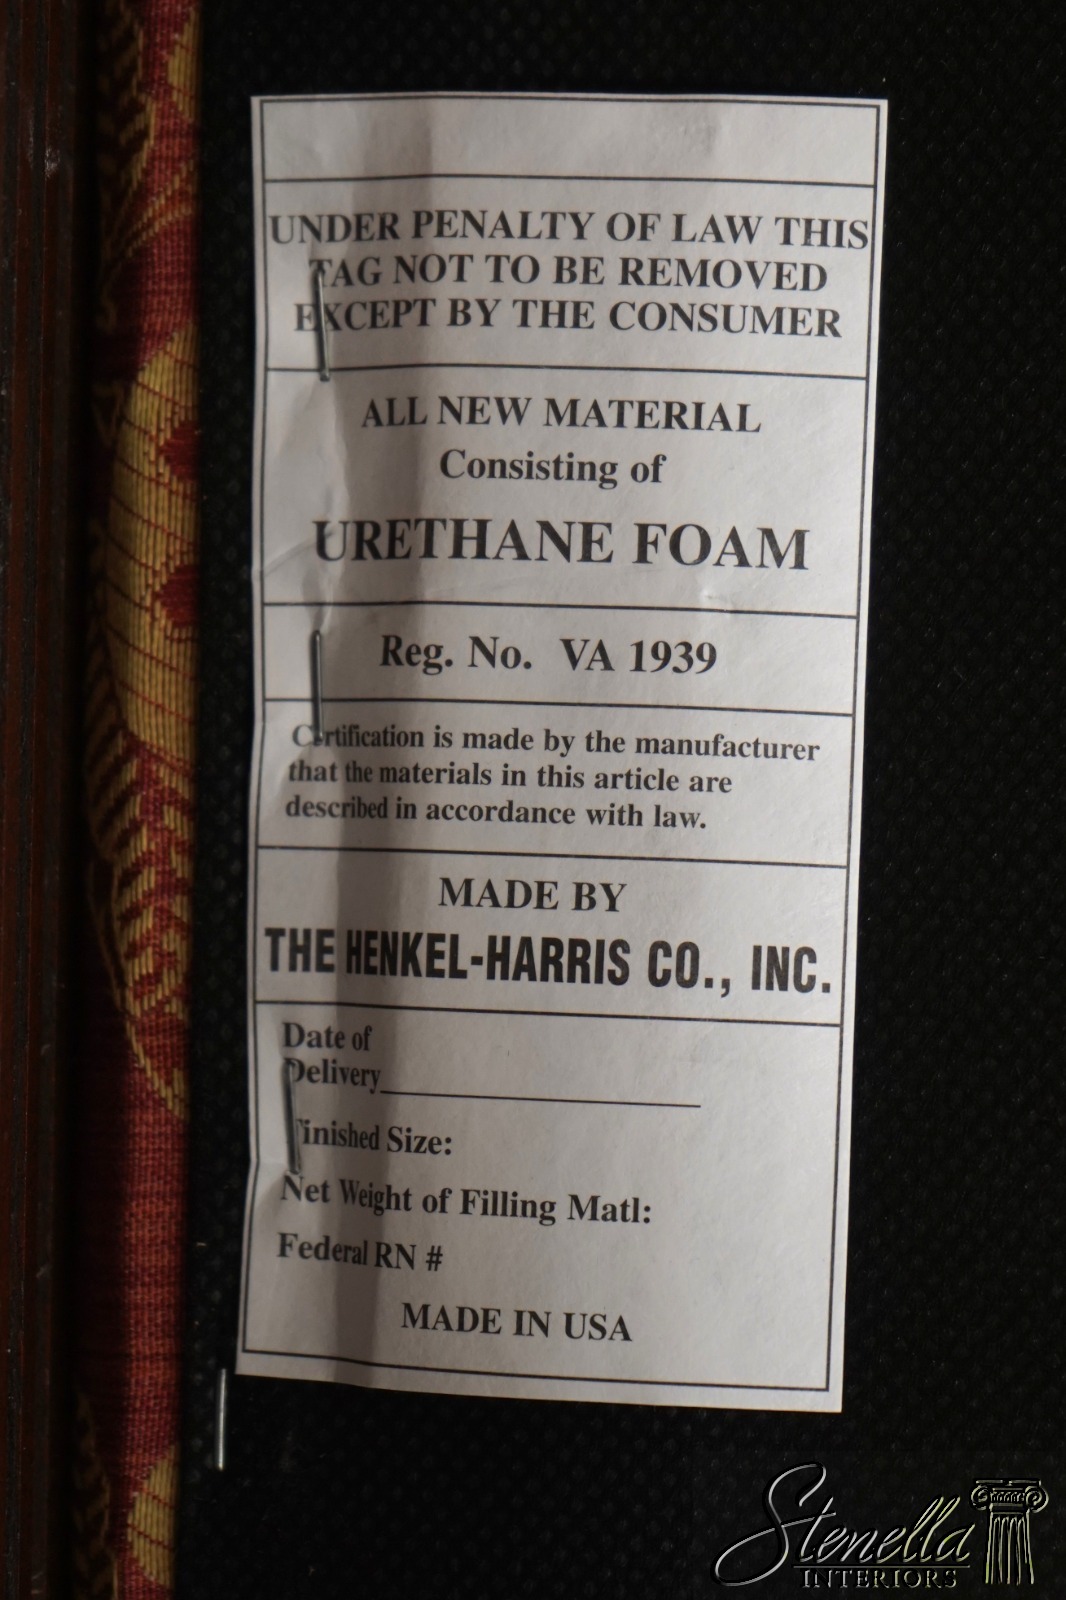 UNDER PENALTY OF LAW THIS
TAG NOT TO BE REMOVED
EXCEPT BY THE CONSUMER
ALL NEW MATERIAL
Consisting of
URETHANE FOAM
Reg. No. VA 1939
Certification is made by the manufacturer
that the materials in this article are
described in accordance with law.
MADE BY
THE HENKEL-HARRIS CO., INC.
Date of
Delivery
Finished Size:
Net Weight of Filling Matl:
Federal RN #
MADE IN USA
Stenella
INTERIORS